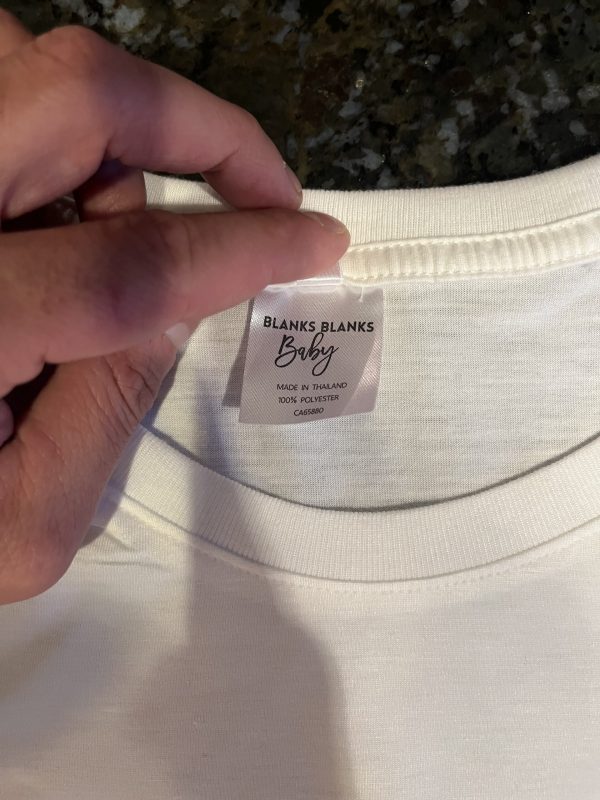 BLANKS BLANKS
Baby
MADE IN THAILAND
100% POLYESTER
CA65880